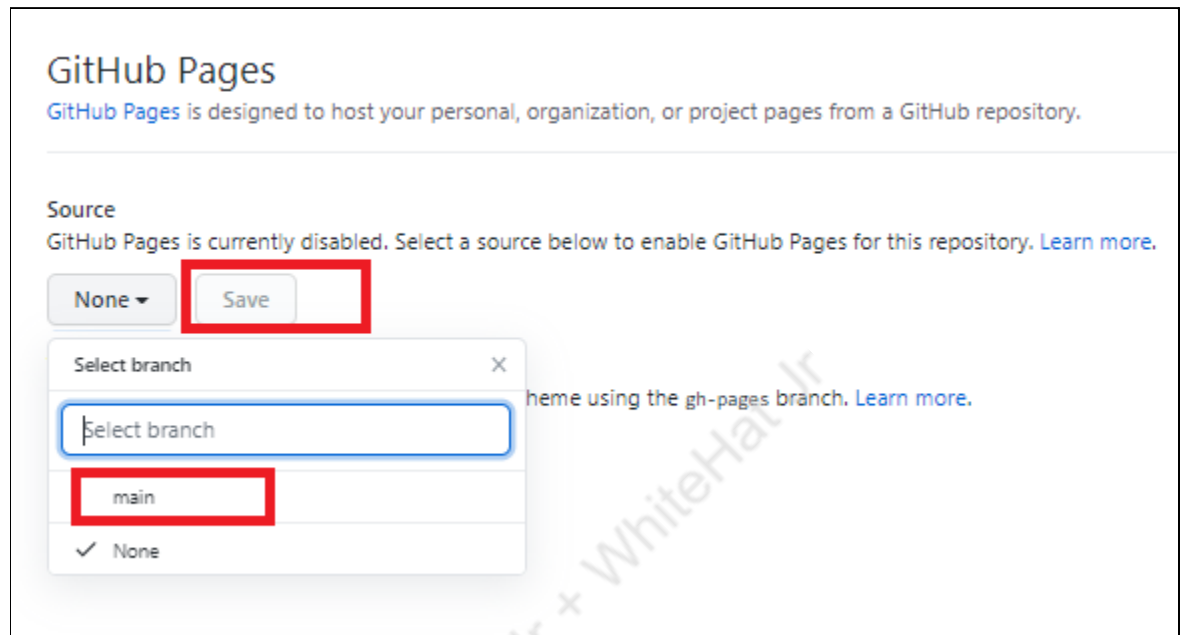 GitHub Pages
GitHub Pages is designed to host your personal, organization, or project pages from a GitHub repository.
Source
GitHub Pages is currently disabled. Select a source below to enable GitHub Pages for this repository. Learn more.
None Save
Select branch
heme using the gh-pages branch. Learn more.
Select branch
main
None
+ WhiteHat Jr